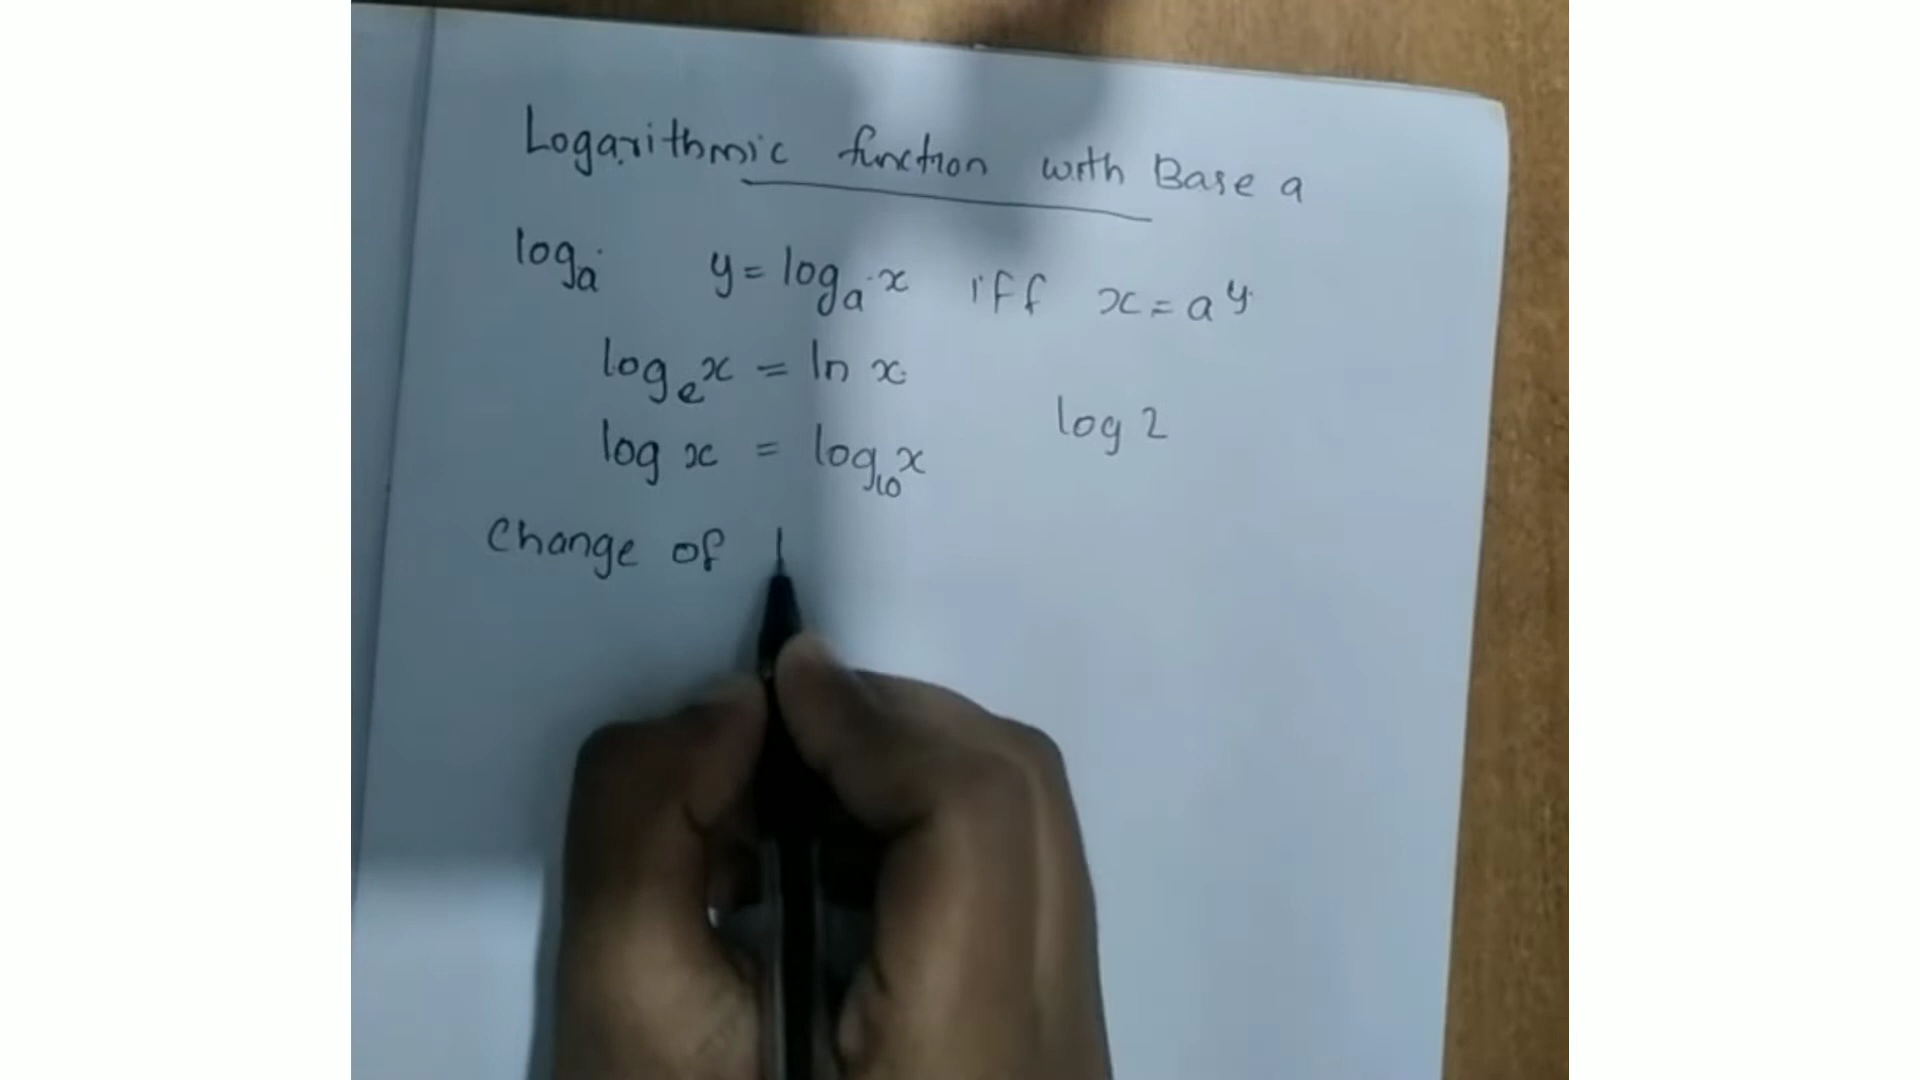 Logarithmic function with Base a
logₐ y = logₐ x iff x = a^y
logₑ x = ln x
log 2
log x = log₁₀ x
Change of